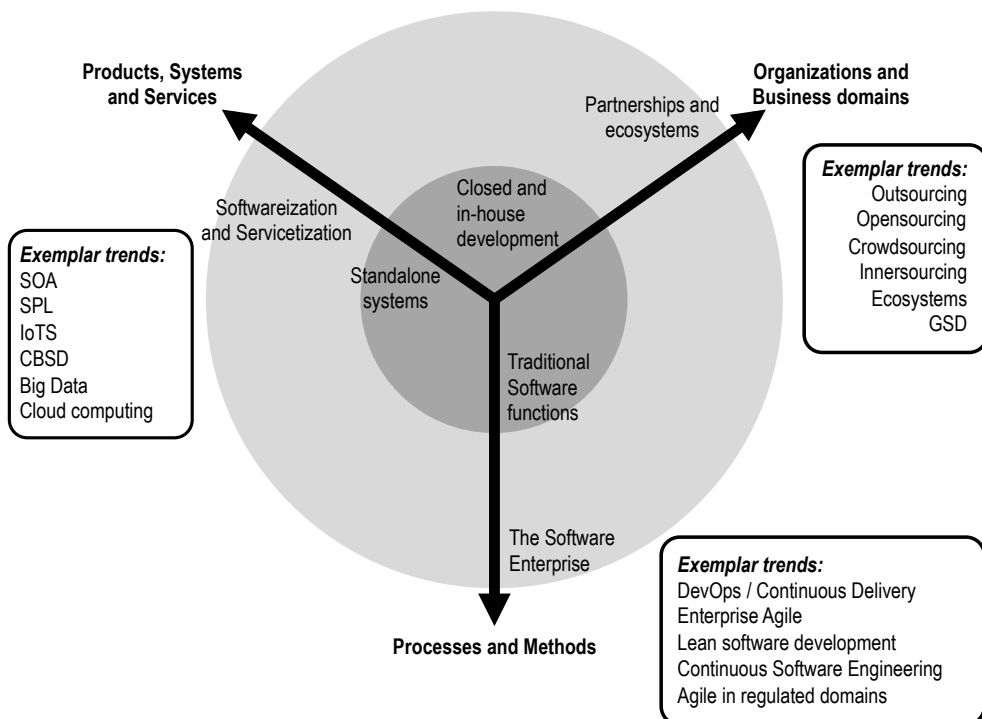 Products, Systems
and Services
Organizations and
Business domains
Partnerships and
ecosystems
Closed and
in-house
development
Softwareization
and Servicetization
Standalone
systems
Exemplar trends:
Outsourcing
Opensourcing
Crowdsourcing
Innersourcing
Ecosystems
GSD
Exemplar trends:
SOA
SPL
IoTS
CBSD
Big Data
Cloud computing
Traditional
Software
functions
The Software
Enterprise
Processes and Methods
Exemplar trends:
DevOps / Continuous Delivery
Enterprise Agile
Lean software development
Continuous Software Engineering
Agile in regulated domains